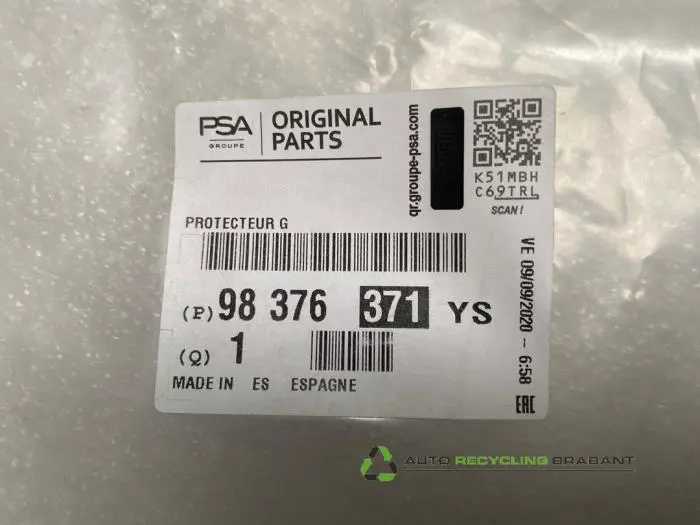 PSA
GROUPE
ORIGINAL
PARTS
qr.groupe-psa.com
K51MBH
C69TRL
SCAN!
PROTECTEUR G
(P) 98 376 371 YS
(Q) 1
MADE IN ES ESPAGNE
VE 09/09/2020 - 6:58
EAC
AUTO RECYCLING BRABANT